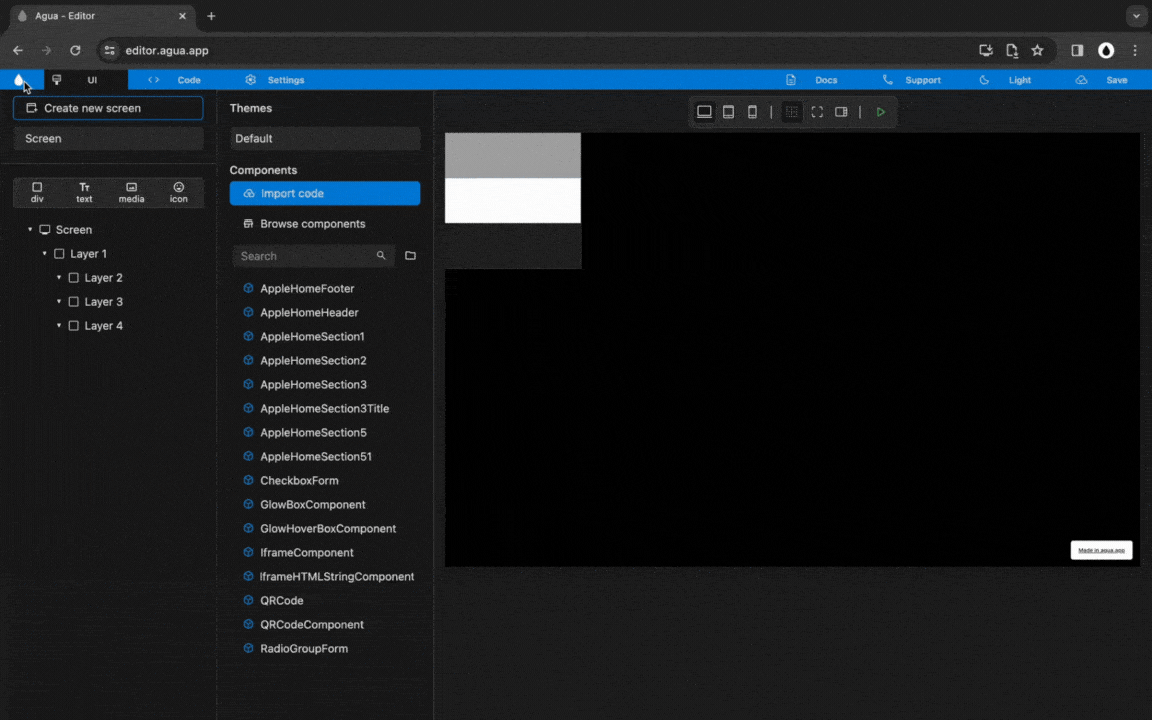 Agua – Editor
editor.agua.app
UI
Code
Settings
Docs
Support
Light
Save
Create new screen
Screen
div
text
media
icon
Screen
Layer 1
Layer 2
Layer 3
Layer 4
Themes
Default
Components
Import code
Browse components
Search
AppleHomeFooter
AppleHomeHeader
AppleHomeSection1
AppleHomeSection2
AppleHomeSection3
AppleHomeSection3Title
AppleHomeSection5
AppleHomeSection51
CheckboxForm
GlowBoxComponent
GlowHoverBoxComponent
IframeComponent
IframeHTMLStringComponent
QRCode
QRCodeComponent
RadioGroupForm
Made in agua.app